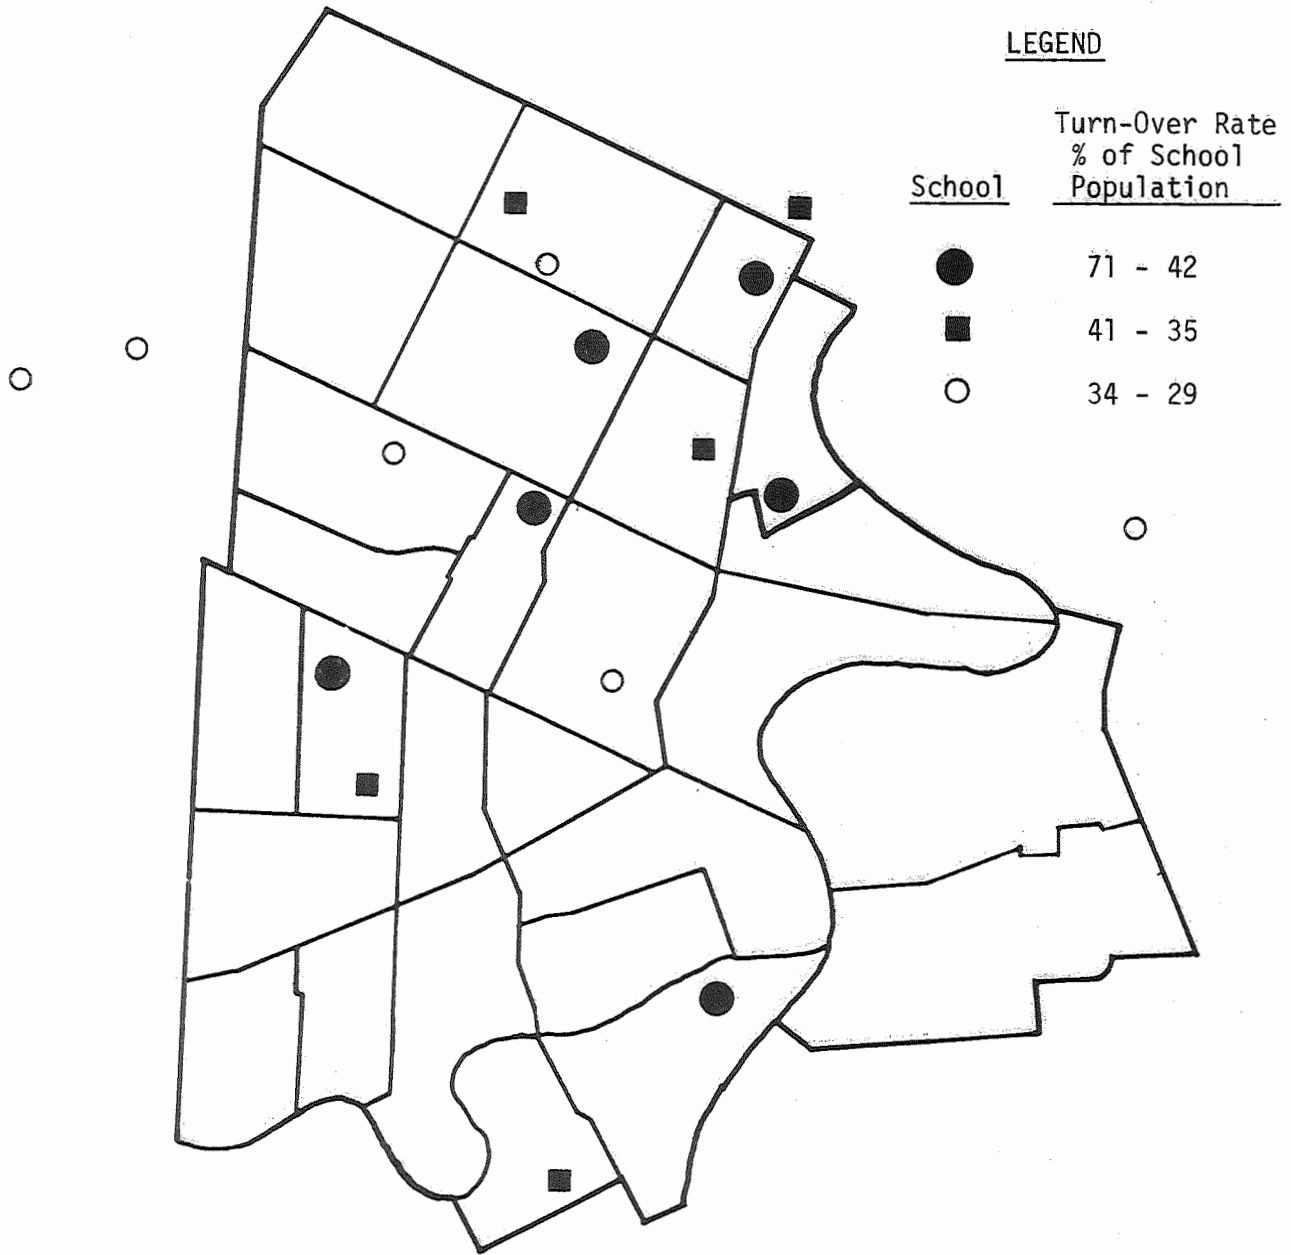 LEGEND
Turn-Over Rate
% of School
School Population
71 - 42
41 - 35
34 - 29